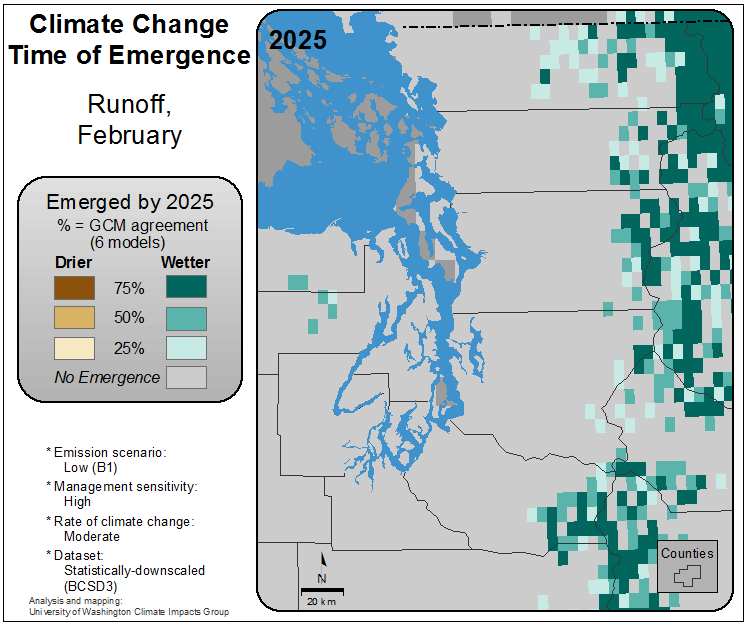 Climate Change
Time of Emergence
Runoff,
February
Emerged by 2025
% = GCM agreement
(6 models)
Drier Wetter
75%
50%
25%
No Emergence
* Emission scenario:
Low (B1)
* Management sensitivity:
High
* Rate of climate change:
Moderate
* Dataset:
Statistically-downscaled
(BCSD3)
Analysis and mapping:
University of Washington Climate Impacts Group
2025
N
20 km
Counties